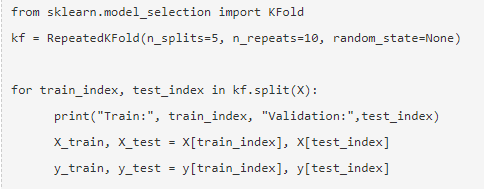 from sklearn.model_selection import KFold
kf = RepeatedKFold(n_splits=5, n_repeats=10, random_state=None)
for train_index, test_index in kf.split(X):
print("Train:", train_index, "Validation:",test_index)
X_train, X_test = X[train_index], X[test_index]
y_train, y_test = y[train_index], y[test_index]